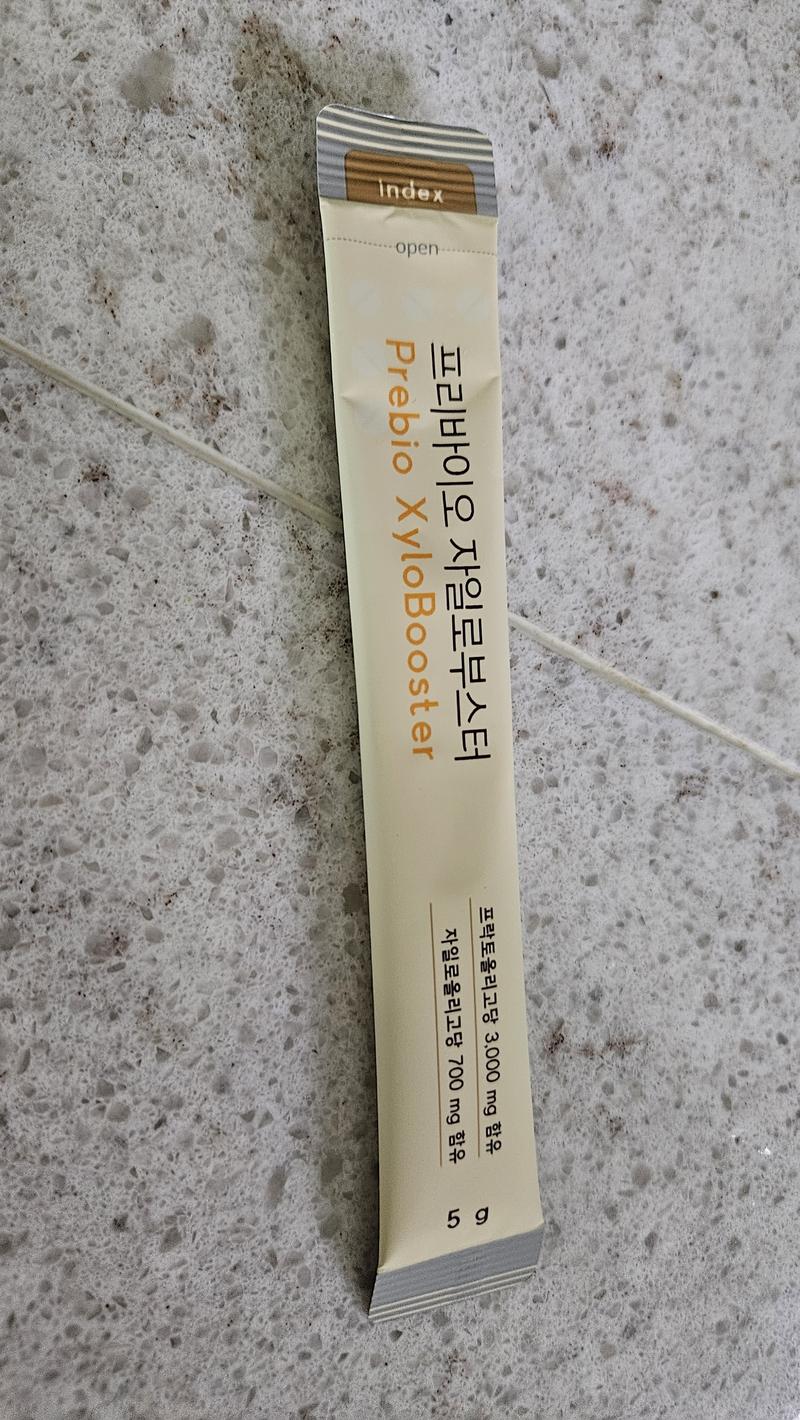 index
open
프리바이오 자일로부스터
Prebio XyloBooster
프락토올리고당 3,000 mg 함유
자일로올리고당 700 mg 함유
5 g